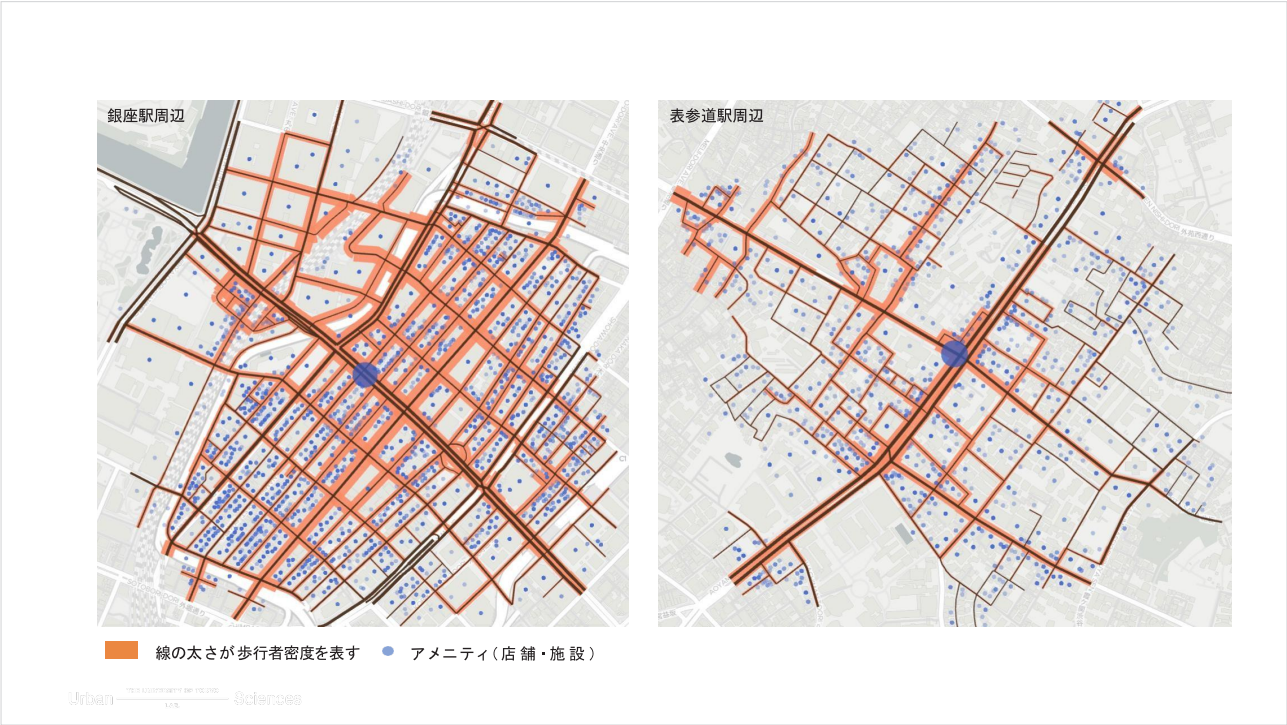 銀座駅周辺
表参道駅周辺
線の太さが歩行者密度を表す
アメニティ(店舗・施設)
Urban
Sciences